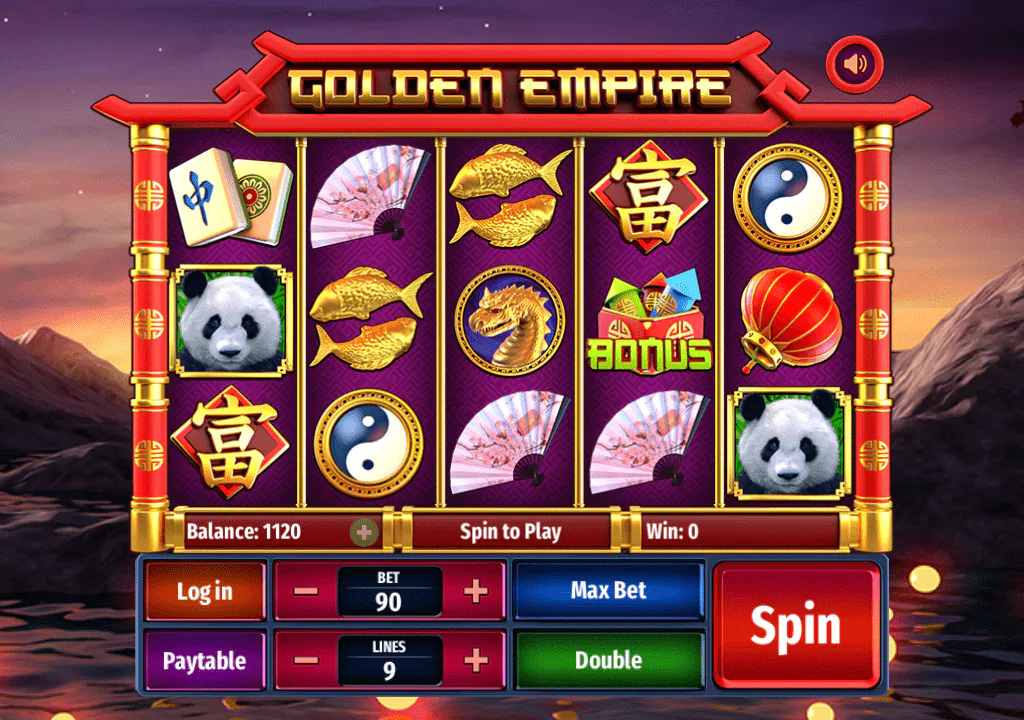 GOLDEN EMPIRE
中
富
BONUS
富
Balance: 1120
Spin to Play
Win: 0
Log in
BET
90
Max Bet
Spin
Paytable
LINES
9
Double